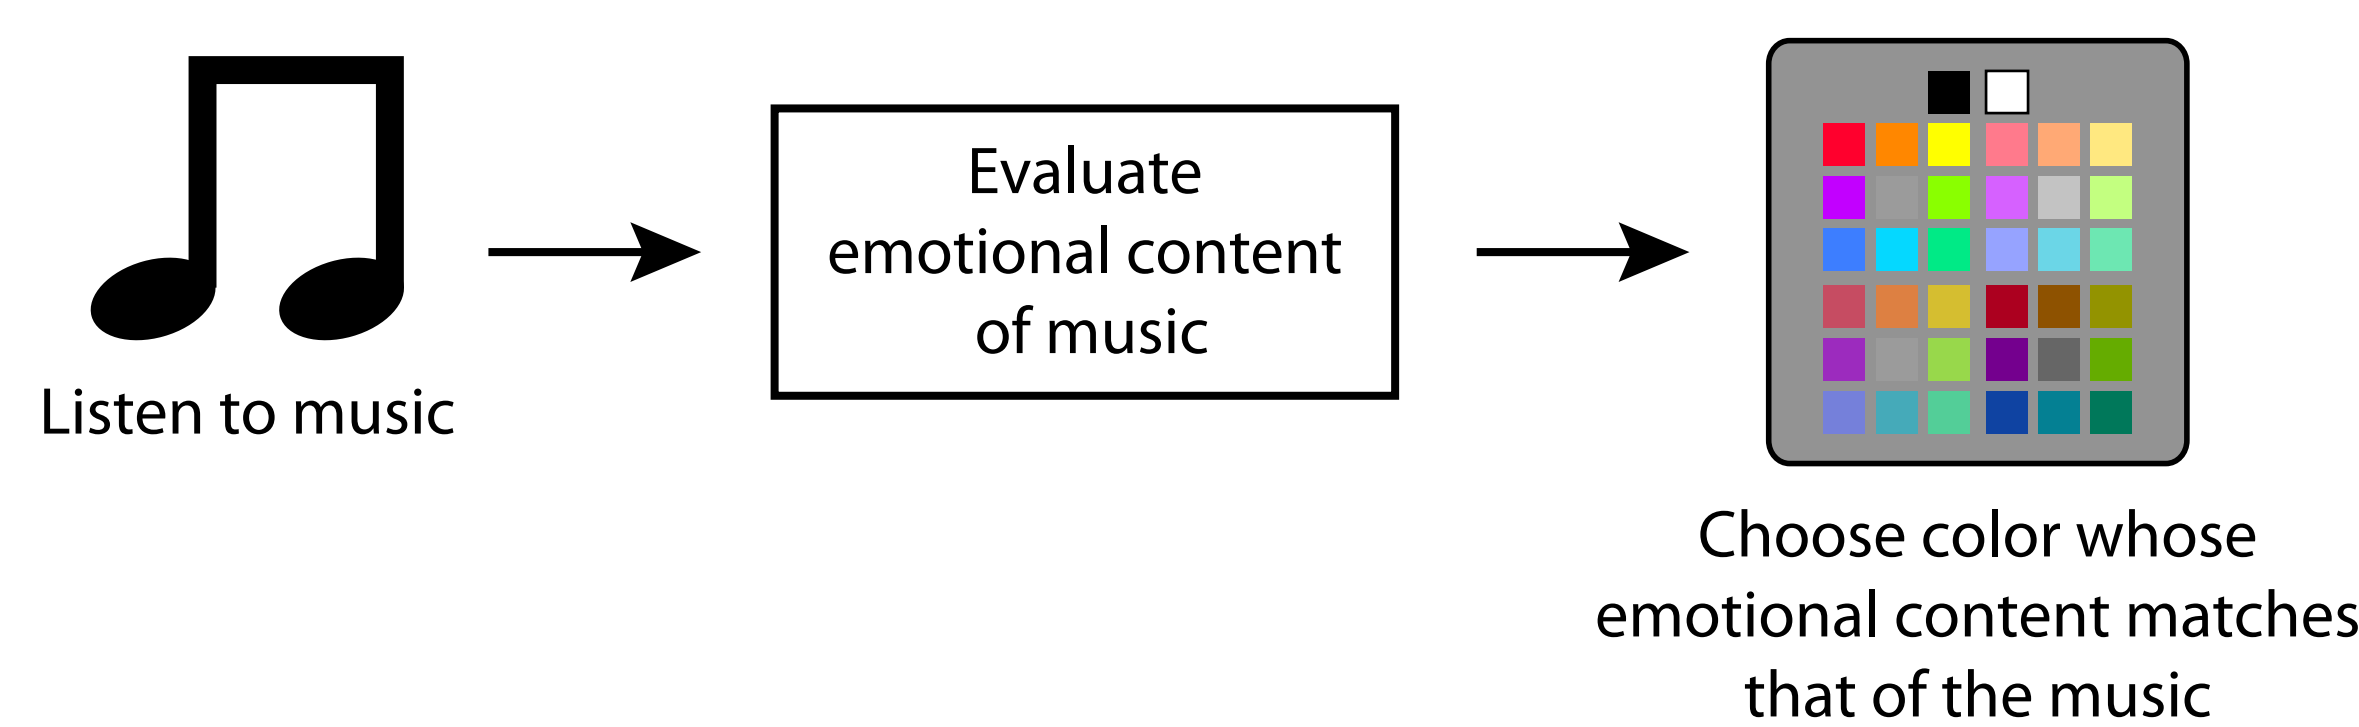 Listen to music
Evaluate
emotional content
of music
Choose color whose
emotional content matches
that of the music